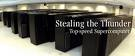 Stealing the Thunder
Top-speed Supercomputer